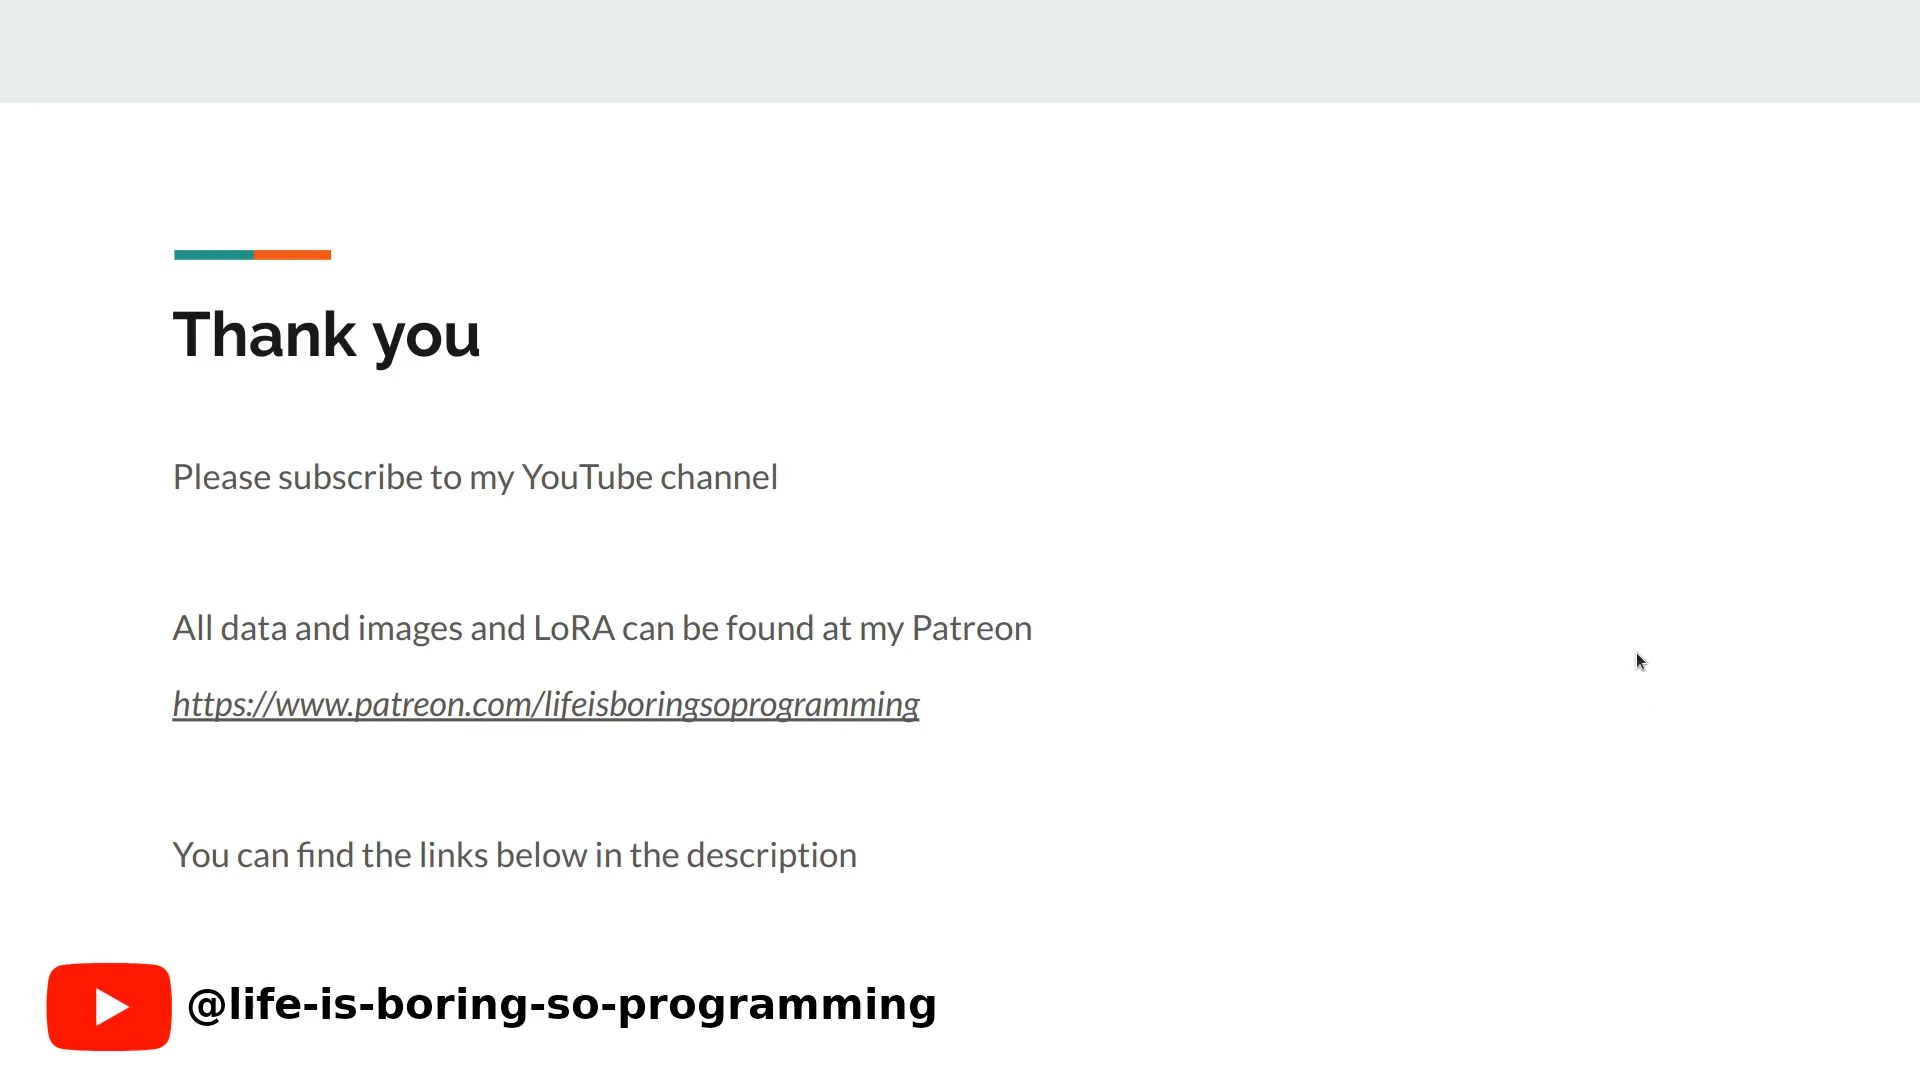 Thank you
Please subscribe to my YouTube channel
All data and images and LoRA can be found at my Patreon
https://www.patreon.com/lifeisboringsoprogramming
You can find the links below in the description
@life-is-boring-so-programming